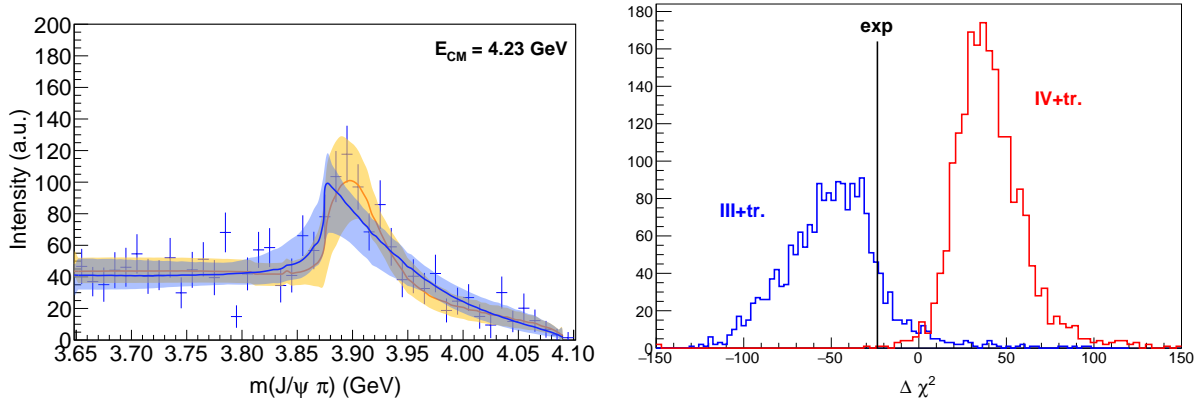 200
180
160
140
120
100
80
60
40
20
0
Intensity (a.u.)
E_CM = 4.23 GeV
3.65 3.70 3.75 3.80 3.85 3.90 3.95 4.00 4.05 4.10
m(J/ψ π) (GeV)
180
160
140
120
100
80
60
40
20
0
exp
IV+tr.
III+tr.
−150 −100 −50 0 50 100 150
Δ χ²